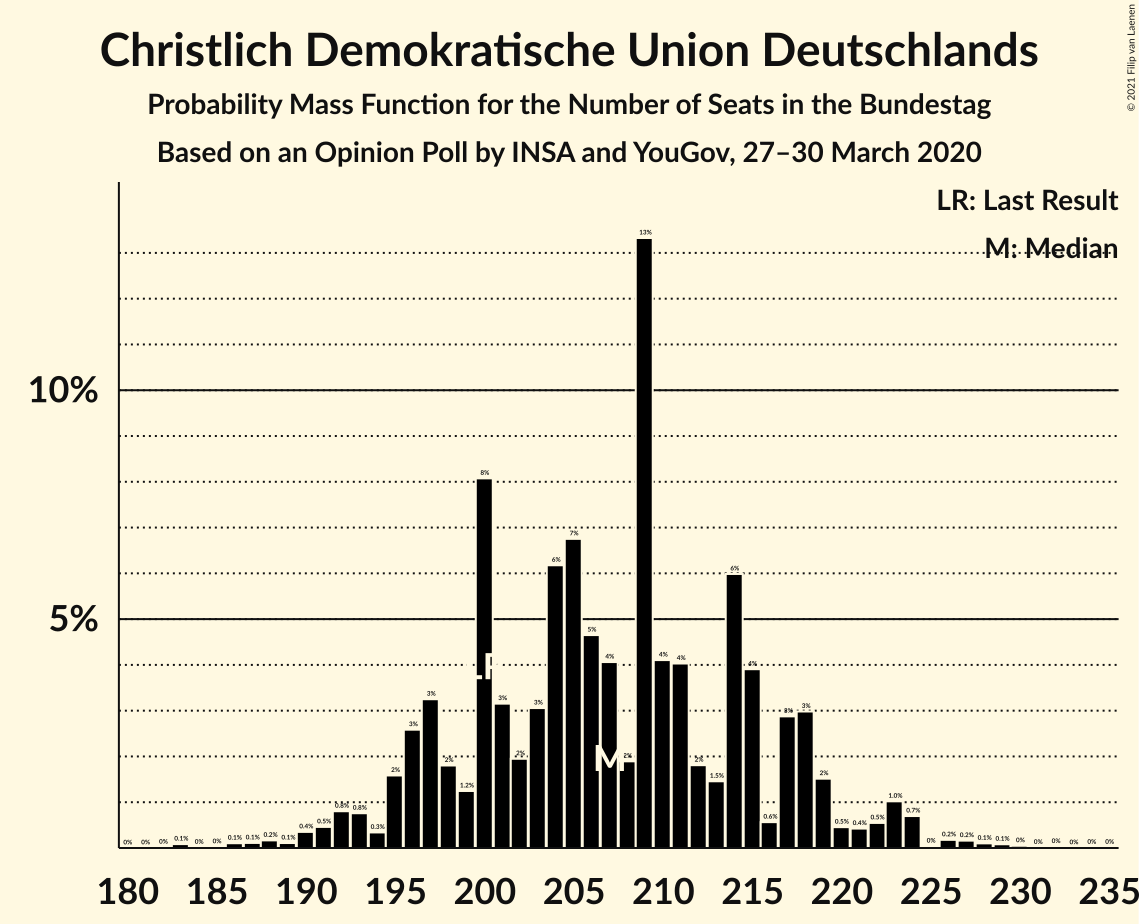 © 2021 Filip van Laenen
Christlich Demokratische Union Deutschlands
Probability Mass Function for the Number of Seats in the Bundestag
Based on an Opinion Poll by INSA and YouGov, 27–30 March 2020
LR: Last Result
M: Median
10%
5%
0% 0% 0% 0.1% 0% 0% 0.1% 0.1% 0.2% 0.1% 0.4% 0.5% 0.8% 0.8% 0.3% 2% 3% 3% 2% 1.2% 8% 3% 2% 3% 6% 7% 5% 4% 2% 13% 4% 4% 2% 1.5% 6% 4% 0.6% 3% 3% 2% 0.5% 0.4% 0.5% 1.0% 0.7% 0% 0.2% 0.2% 0.1% 0.1% 0% 0% 0% 0% 0% 0%
LR
M
180 185 190 195 200 205 210 215 220 225 230 235